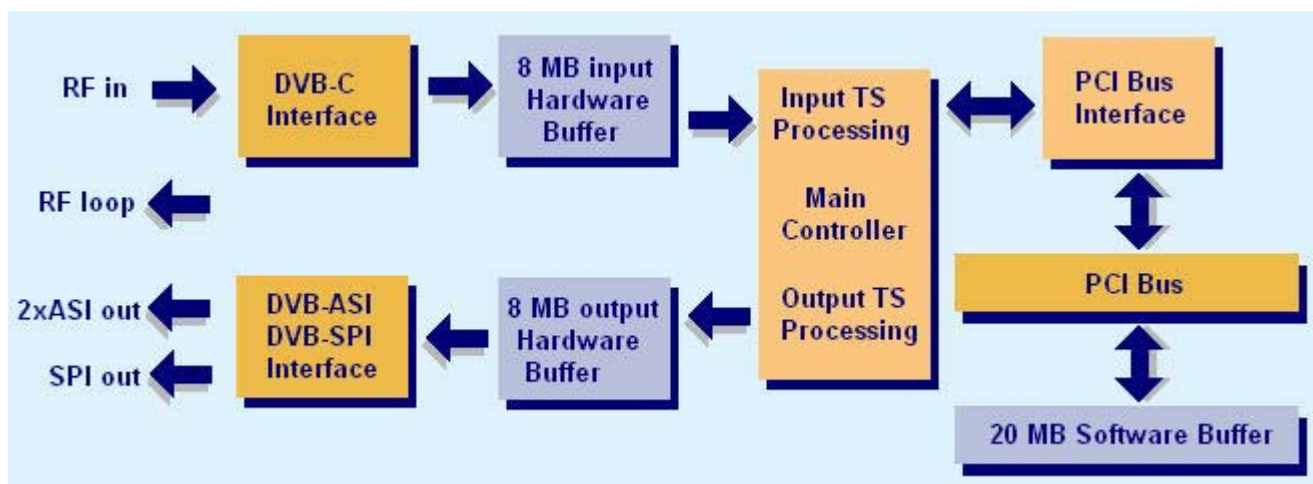 RF in
DVB-C
Interface
8 MB input
Hardware
Buffer
Input TS
Processing
Main
Controller
Output TS
Processing
PCI Bus
Interface
RF loop
2xASI out
SPI out
DVB-ASI
DVB-SPI
Interface
8 MB output
Hardware
Buffer
PCI Bus
20 MB Software Buffer